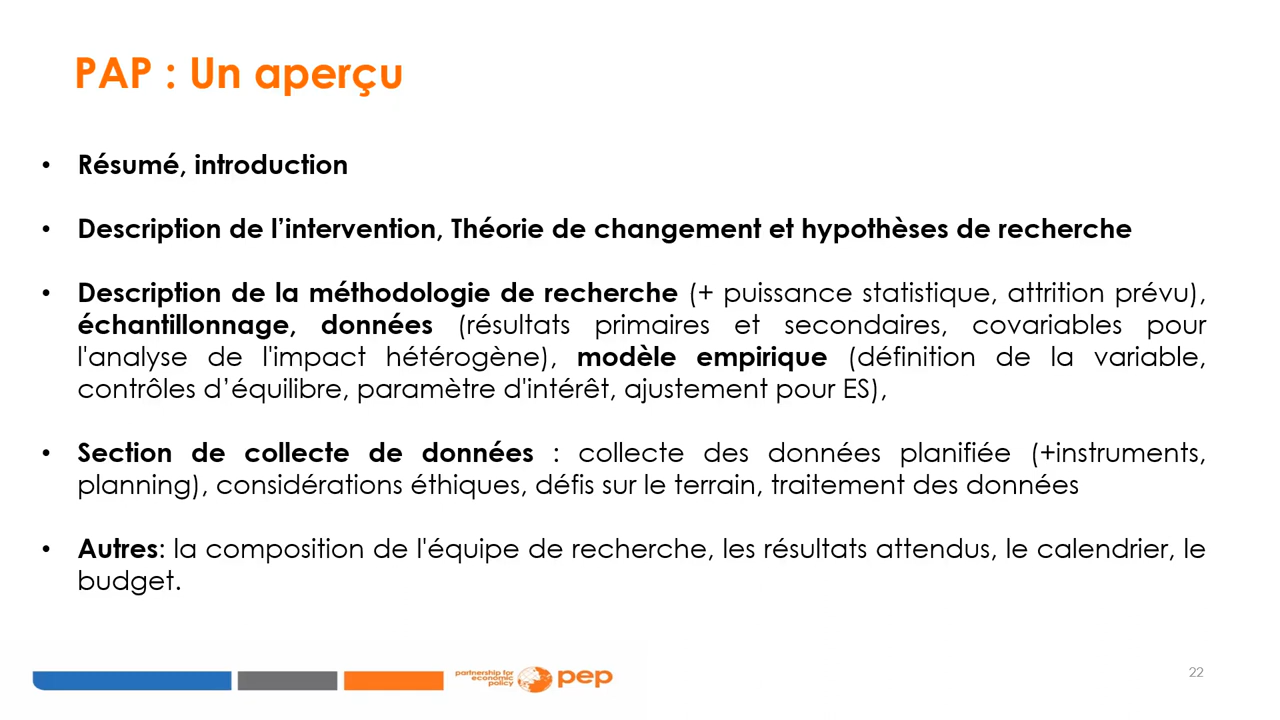 PAP : Un aperçu
• Résumé, introduction
• Description de l’intervention, Théorie de changement et hypothèses de recherche
• Description de la méthodologie de recherche (+ puissance statistique, attrition prévu),
échantillonnage, données (résultats primaires et secondaires, covariables pour
l'analyse de l'impact hétérogène), modèle empirique (définition de la variable,
contrôles d’équilibre, paramètre d'intérêt, ajustement pour ES),
• Section de collecte de données : collecte des données planifiée (+instruments,
planning), considérations éthiques, défis sur le terrain, traitement des données
• Autres: la composition de l'équipe de recherche, les résultats attendus, le calendrier, le
budget.
partnership for
economic
policy
pep
22